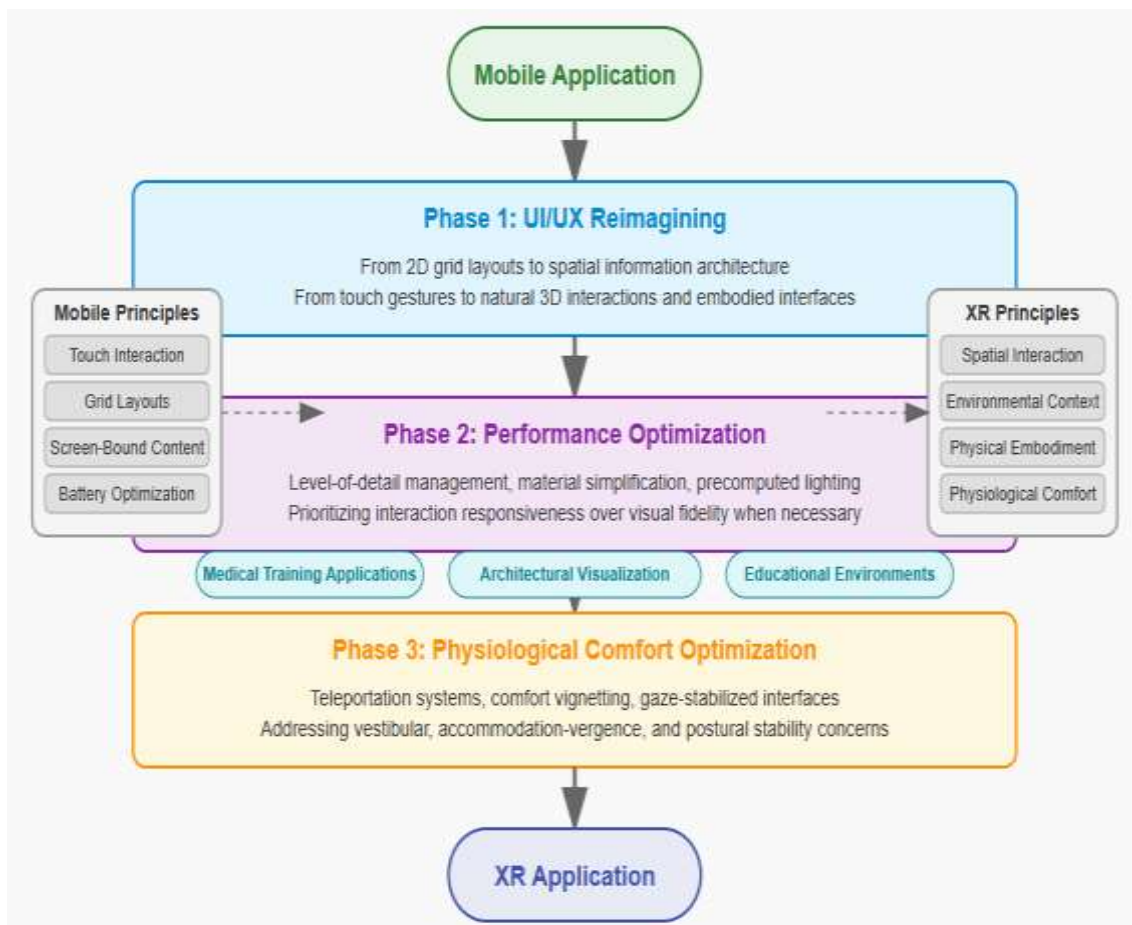 Mobile Application
Phase 1: UI/UX Reimagining
From 2D grid layouts to spatial information architecture
From touch gestures to natural 3D interactions and embodied interfaces
Mobile Principles
Touch Interaction
Grid Layouts
Screen-Bound Content
Battery Optimization
XR Principles
Spatial Interaction
Environmental Context
Physical Embodiment
Physiological Comfort
Phase 2: Performance Optimization
Level-of-detail management, material simplification, precomputed lighting
Prioritizing interaction responsiveness over visual fidelity when necessary
Medical Training Applications
Architectural Visualization
Educational Environments
Phase 3: Physiological Comfort Optimization
Teleportation systems, comfort vignetting, gaze-stabilized interfaces
Addressing vestibular, accommodation-vergence, and postural stability concerns
XR Application